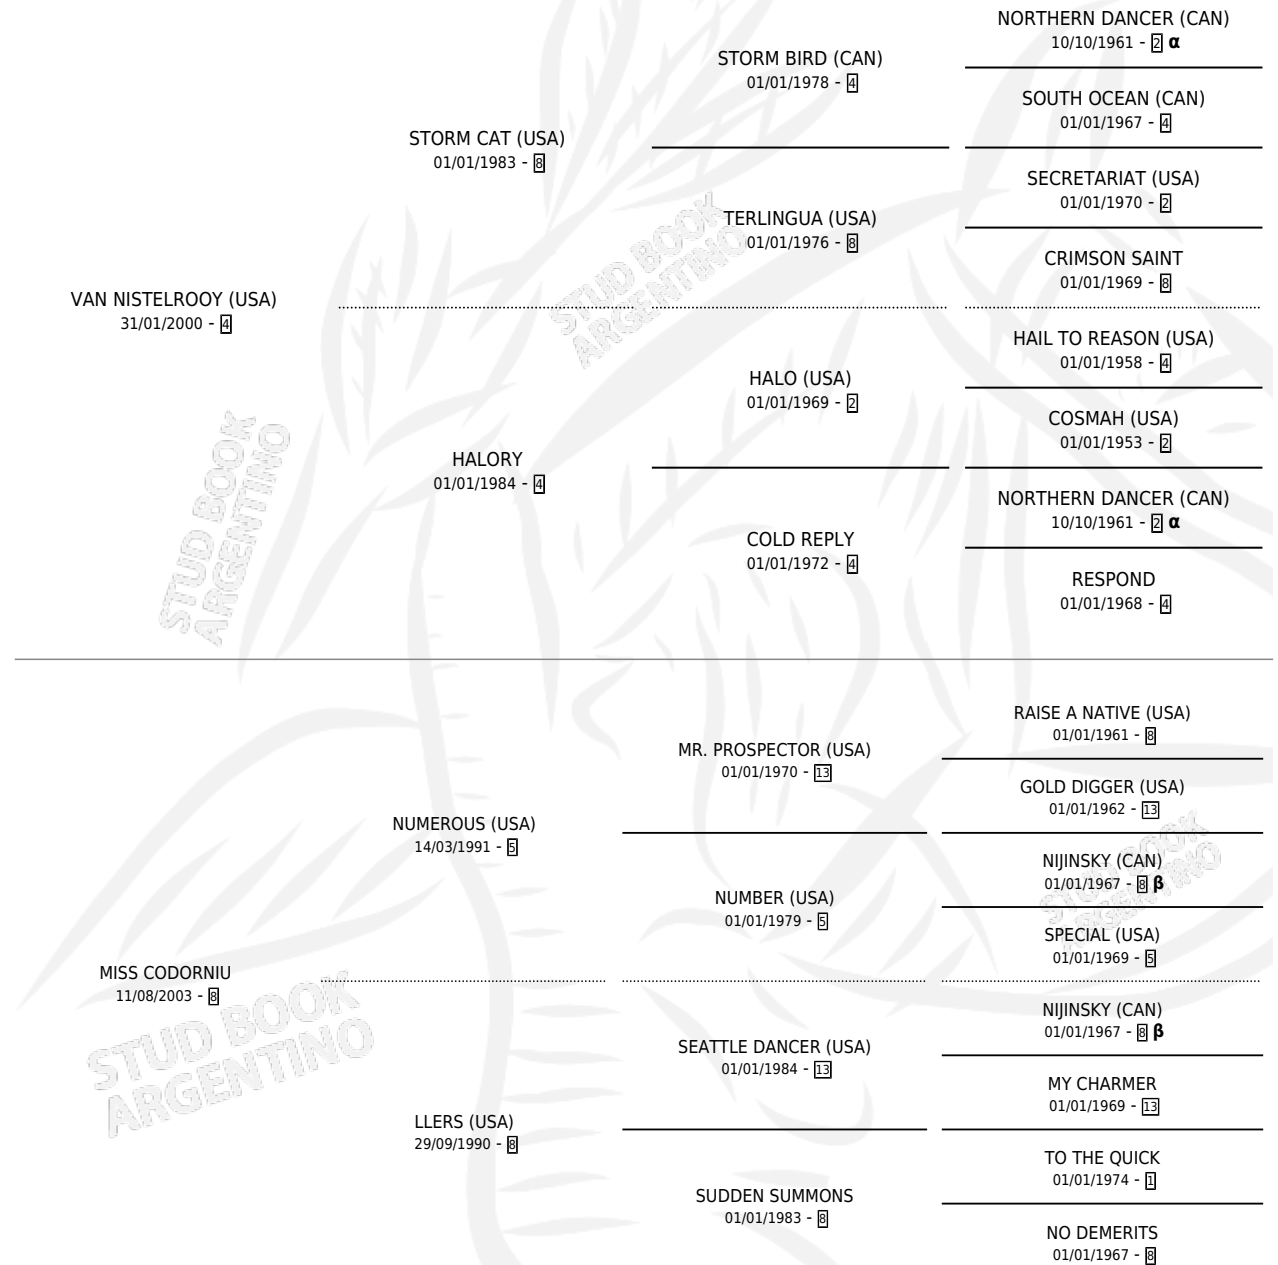 NORTHERN DANCER (CAN)
10/10/1961 - 2 α
STORM BIRD (CAN)
01/01/1978 - 4
SOUTH OCEAN (CAN)
01/01/1967 - 4
STORM CAT (USA)
01/01/1983 - 8
SECRETARIAT (USA)
01/01/1970 - 2
TERLINGUA (USA)
01/01/1976 - 8
CRIMSON SAINT
01/01/1969 - 8
VAN NISTELROOY (USA)
31/01/2000 - 4
HAIL TO REASON (USA)
01/01/1958 - 4
HALO (USA)
01/01/1969 - 2
COSMAH (USA)
01/01/1953 - 2
HALORY
01/01/1984 - 4
NORTHERN DANCER (CAN)
10/10/1961 - 2 α
COLD REPLY
01/01/1972 - 4
RESPOND
01/01/1968 - 4
RAISE A NATIVE (USA)
01/01/1961 - 8
MR. PROSPECTOR (USA)
01/01/1970 - 13
GOLD DIGGER (USA)
01/01/1962 - 13
NUMEROUS (USA)
14/03/1991 - 5
NIJINSKY (CAN)
01/01/1967 - 8 β
NUMBER (USA)
01/01/1979 - 5
SPECIAL (USA)
01/01/1969 - 5
MISS CODORNIU
11/08/2003 - 8
NIJINSKY (CAN)
01/01/1967 - 8 β
SEATTLE DANCER (USA)
01/01/1984 - 13
MY CHARMER
01/01/1969 - 13
LLERS (USA)
29/09/1990 - 8
TO THE QUICK
01/01/1974 - 1
SUDDEN SUMMONS
01/01/1983 - 8
NO DEMERITS
01/01/1967 - 8
STUD BOOK
ARGENTINO
STUD BOOK
ARGENTINO
STUD BOOK
ARGENTINO
STUD BOOK
ARGENTINO